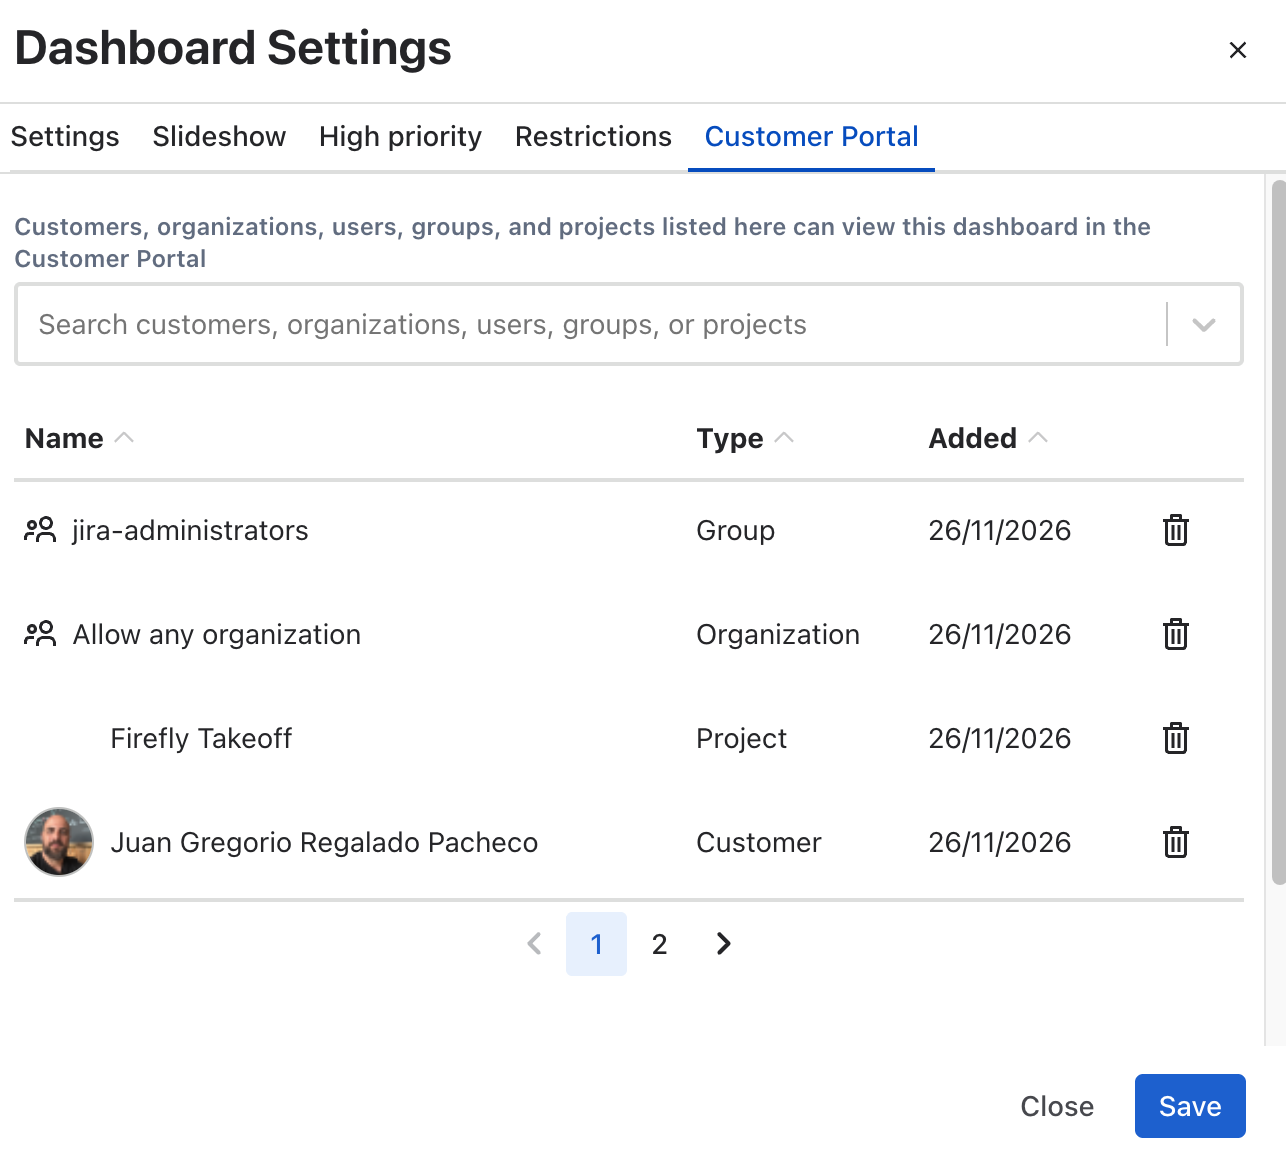 Dashboard Settings
Settings Slideshow High priority Restrictions Customer Portal
Customers, organizations, users, groups, and projects listed here can view this dashboard in the
Customer Portal
Search customers, organizations, users, groups, or projects
Name Type Added
jira-administrators Group 26/11/2026
Allow any organization Organization 26/11/2026
Firefly Takeoff Project 26/11/2026
Juan Gregorio Regalado Pacheco Customer 26/11/2026
1 2
Close Save